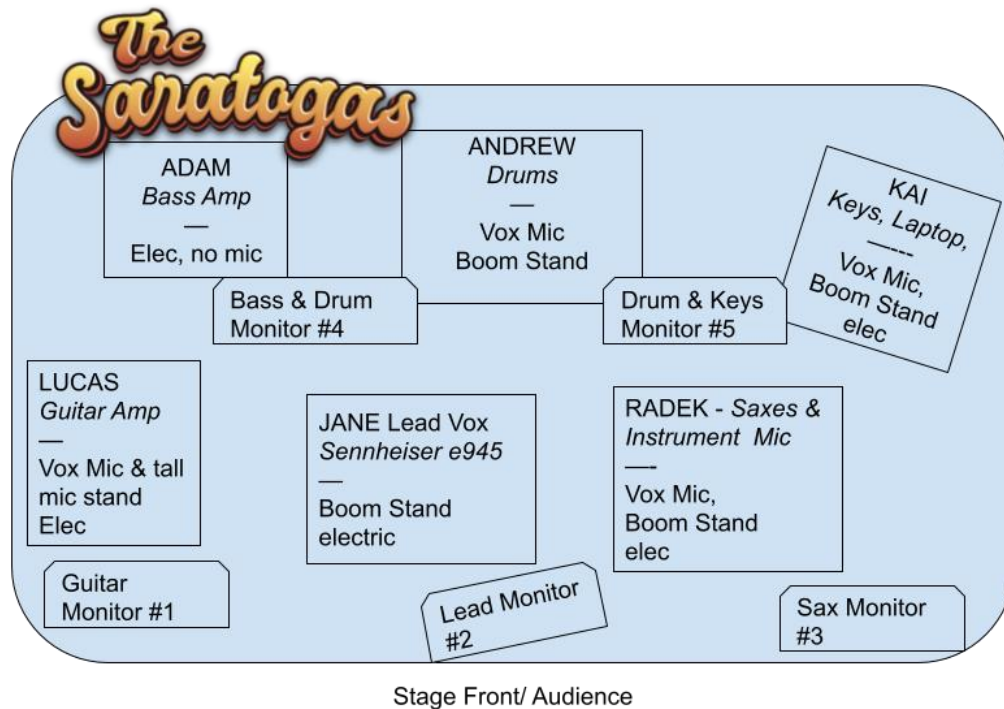 The
Saratogas
ADAM
Bass Amp
—
Elec, no mic
ANDREW
Drums
—
Vox Mic
Boom Stand
KAI
Keys, Laptop,
—---
Vox Mic,
Boom Stand
elec
Bass & Drum
Monitor #4
Drum & Keys
Monitor #5
LUCAS
Guitar Amp
—
Vox Mic & tall
mic stand
Elec
JANE Lead Vox
Sennheiser e945
—
Boom Stand
electric
RADEK - Saxes &
Instrument Mic
—-
Vox Mic,
Boom Stand
elec
Guitar
Monitor #1
Lead Monitor
#2
Sax Monitor
#3
Stage Front/ Audience